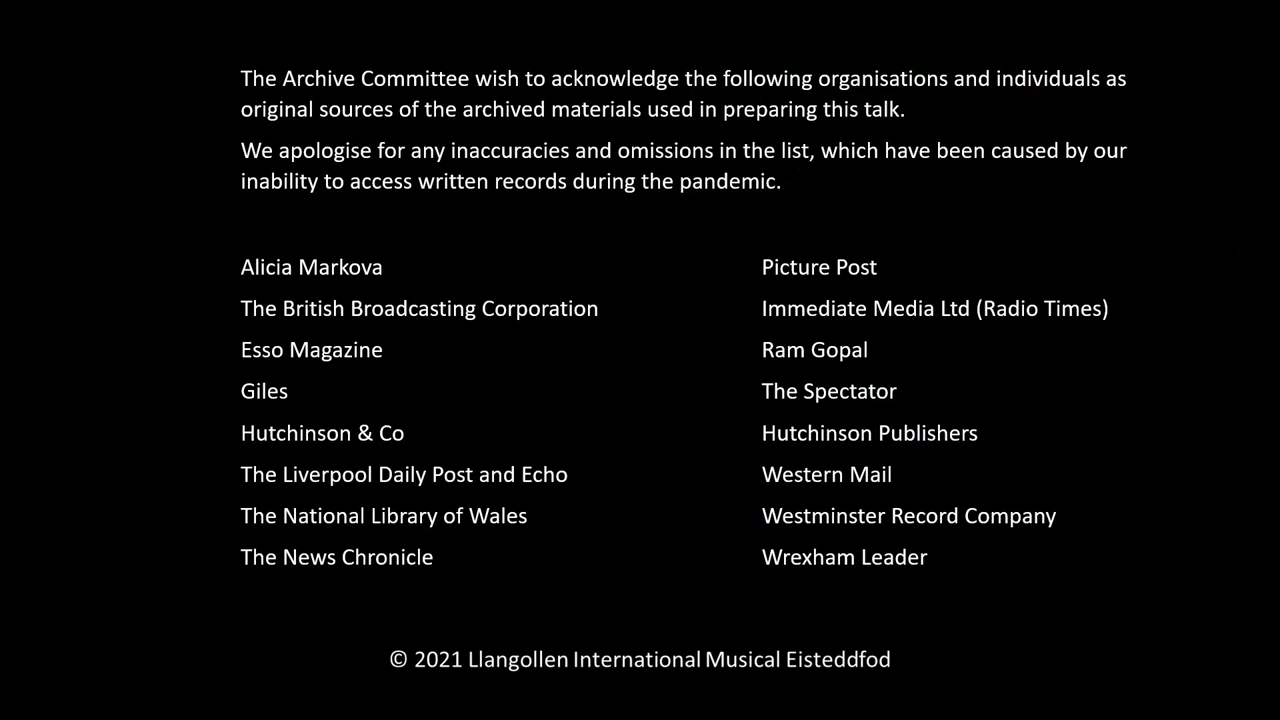 The Archive Committee wish to acknowledge the following organisations and individuals as
original sources of the archived materials used in preparing this talk.
We apologise for any inaccuracies and omissions in the list, which have been caused by our
inability to access written records during the pandemic.
Alicia Markova
The British Broadcasting Corporation
Esso Magazine
Giles
Hutchinson & Co
The Liverpool Daily Post and Echo
The National Library of Wales
The News Chronicle
Picture Post
Immediate Media Ltd (Radio Times)
Ram Gopal
The Spectator
Hutchinson Publishers
Western Mail
Westminster Record Company
Wrexham Leader
© 2021 Llangollen International Musical Eisteddfod